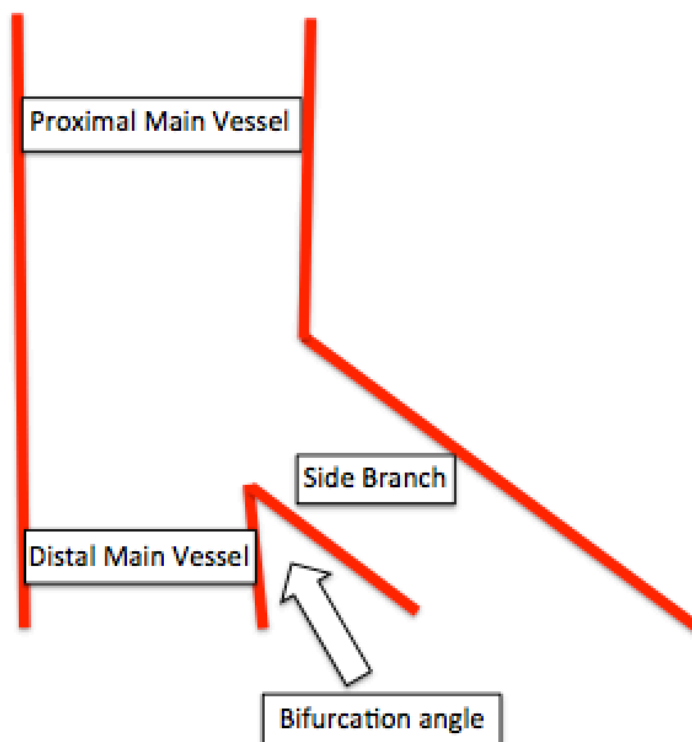 Proximal Main Vessel
Side Branch
Distal Main Vessel
Bifurcation angle